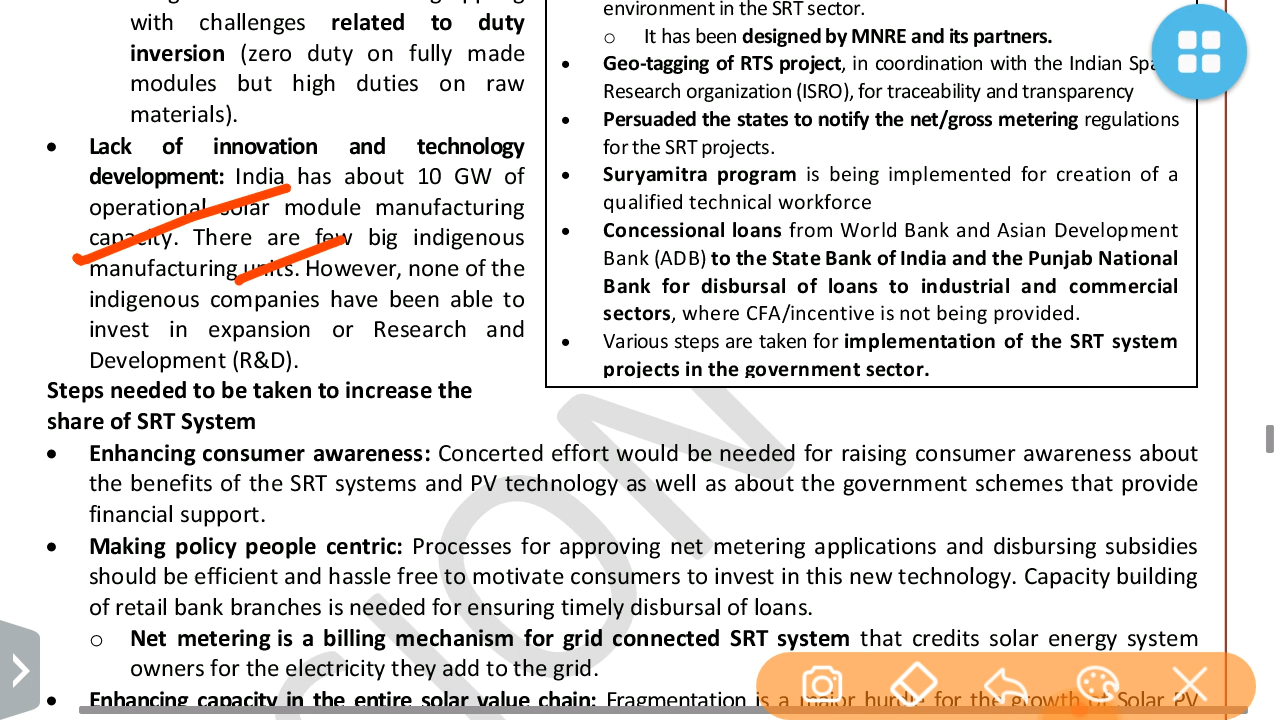 with challenges related to duty
inversion (zero duty on fully made
modules but high duties on raw
materials).
• Lack of innovation and technology
development: India has about 10 GW of
operational solar module manufacturing
capacity. There are few big indigenous
manufacturing units. However, none of the
indigenous companies have been able to
invest in expansion or Research and
Development (R&D).
environment in the SRT sector.
o It has been designed by MNRE and its partners.
• Geo-tagging of RTS project, in coordination with the Indian Spa
Research organization (ISRO), for traceability and transparency
• Persuaded the states to notify the net/gross metering regulations
for the SRT projects.
• Suryamitra program is being implemented for creation of a
qualified technical workforce
• Concessional loans from World Bank and Asian Development
Bank (ADB) to the State Bank of India and the Punjab National
Bank for disbursal of loans to industrial and commercial
sectors, where CFA/incentive is not being provided.
• Various steps are taken for implementation of the SRT system
projects in the government sector.
Steps needed to be taken to increase the
share of SRT System
• Enhancing consumer awareness: Concerted effort would be needed for raising consumer awareness about
the benefits of the SRT systems and PV technology as well as about the government schemes that provide
financial support.
• Making policy people centric: Processes for approving net metering applications and disbursing subsidies
should be efficient and hassle free to motivate consumers to invest in this new technology. Capacity building
of retail bank branches is needed for ensuring timely disbursal of loans.
o Net metering is a billing mechanism for grid connected SRT system that credits solar energy system
owners for the electricity they add to the grid.
• Enhancing capacity in the entire solar value chain: Fragmentation is a major hurdle for the growth of Solar PV